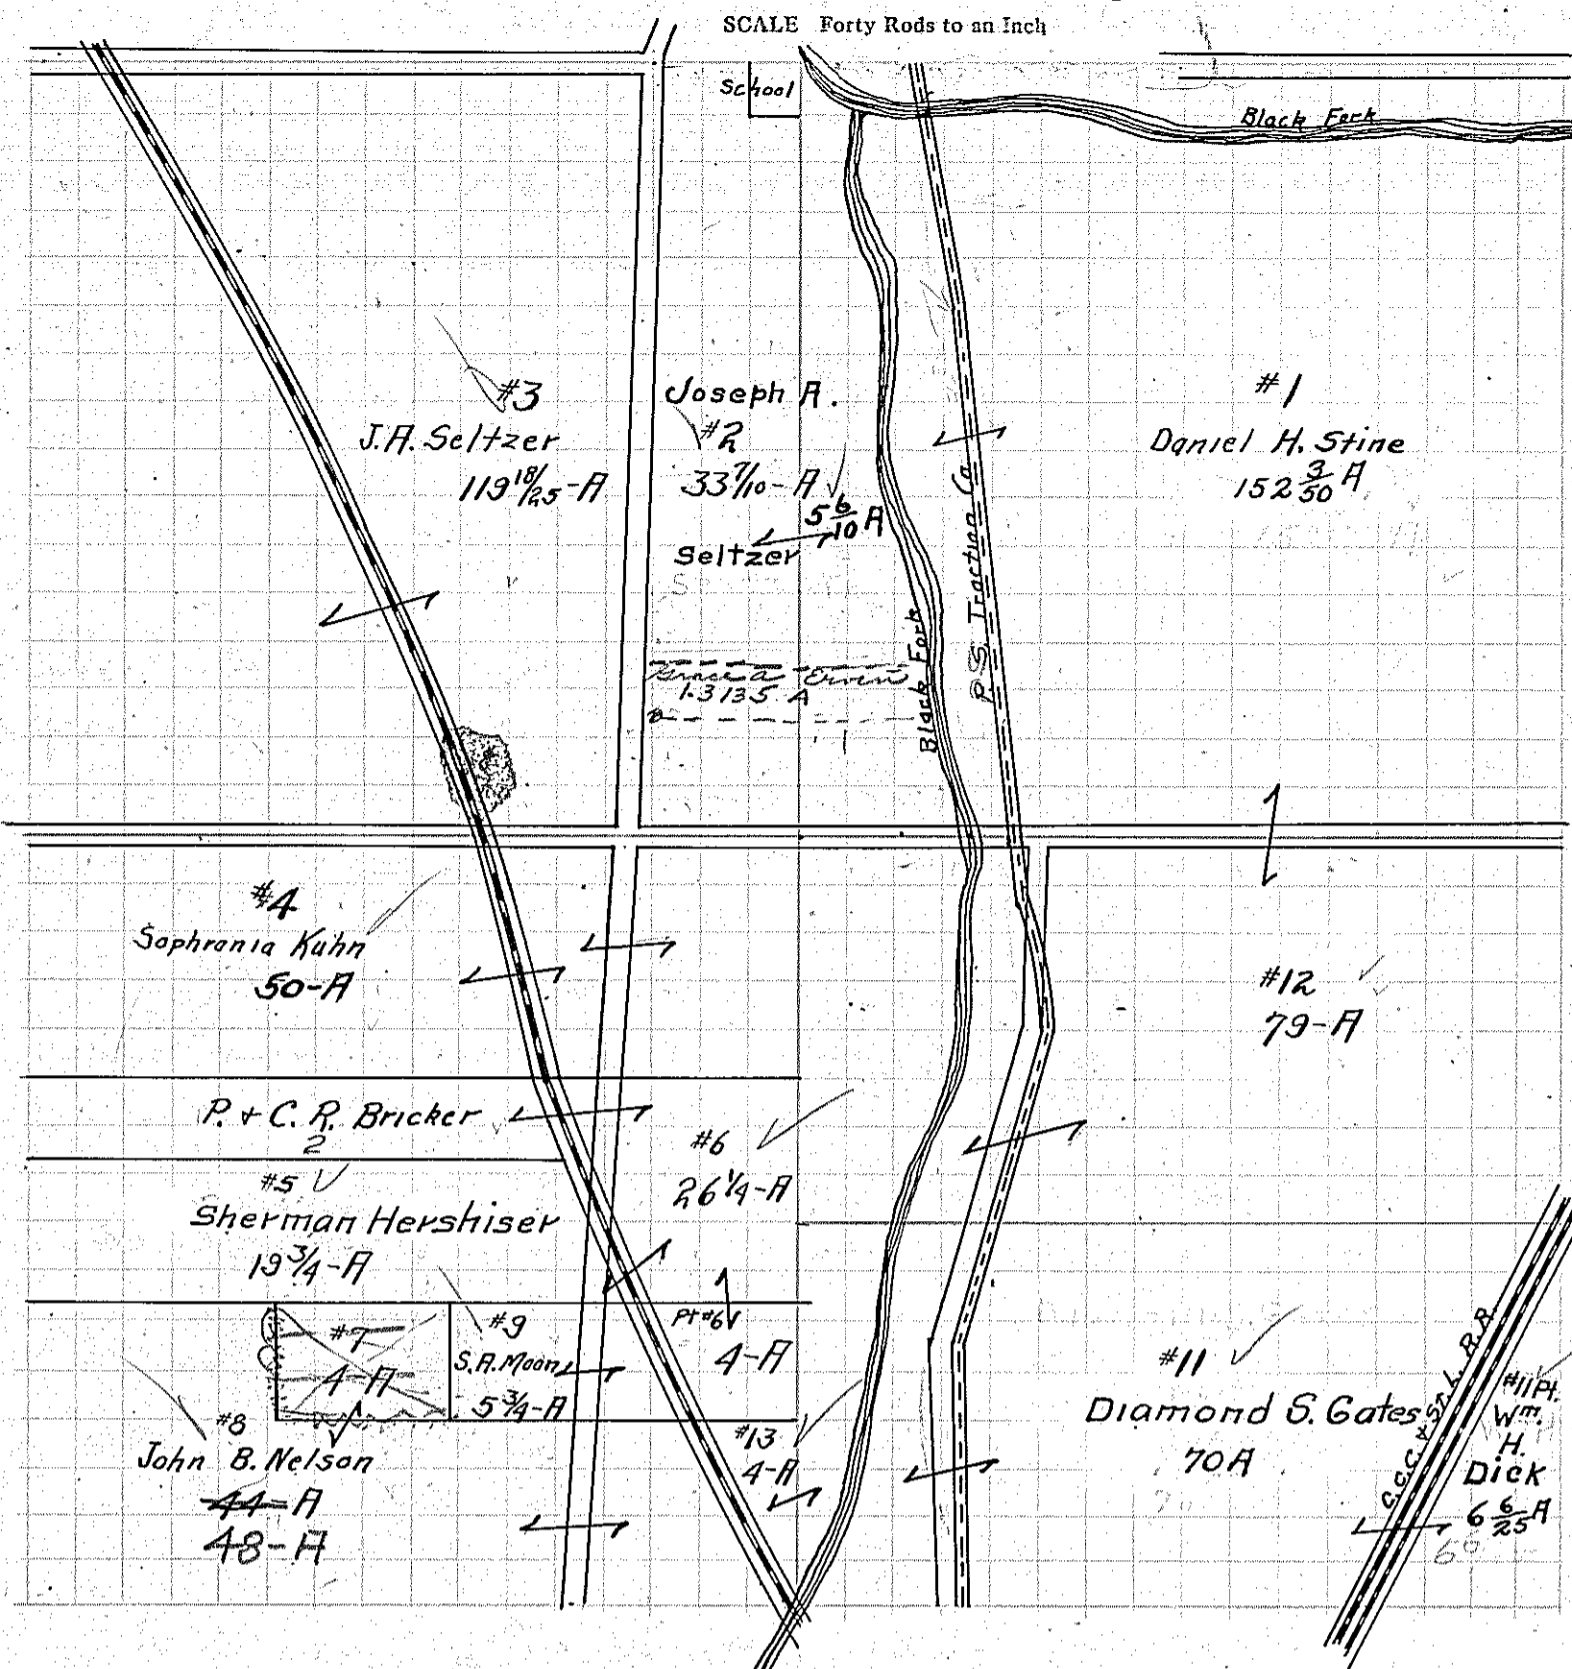 SCALE Forty Rods to an Inch
School
Black Fork
#3
J.A. Seltzer
119 18/25-A
Joseph A.
#2
33 7/10-A
5 6/10 A
Seltzer
#1
Daniel H. Stine
152 3/50 A
Black Fork
P.S. Traction Co.
Grace A Ervin
1.3135 A
#4
Sophronia Kuhn
50-A
#12
79-A
P. & C. R. Bricker
2
#5
Sherman Hershiser
19 3/4-A
#6
26 1/4-A
#7
4-A
#9
S.A. Moon
5 3/4-A
Pt #6
4-A
#8
John B. Nelson
44-A
48-A
#13
4-A
#11
Diamond S. Gates
70A
C.C.C. & St. L. R.R.
#11 Pt.
Wm.
H.
Dick
6 6/25 A